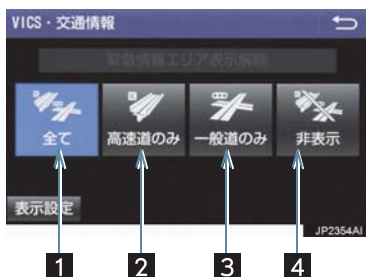 VICS・交通情報
緊急情報エリア表示解除
全て
高速道のみ
一般道のみ
非表示
表示設定
JP2354AI
1
2
3
4